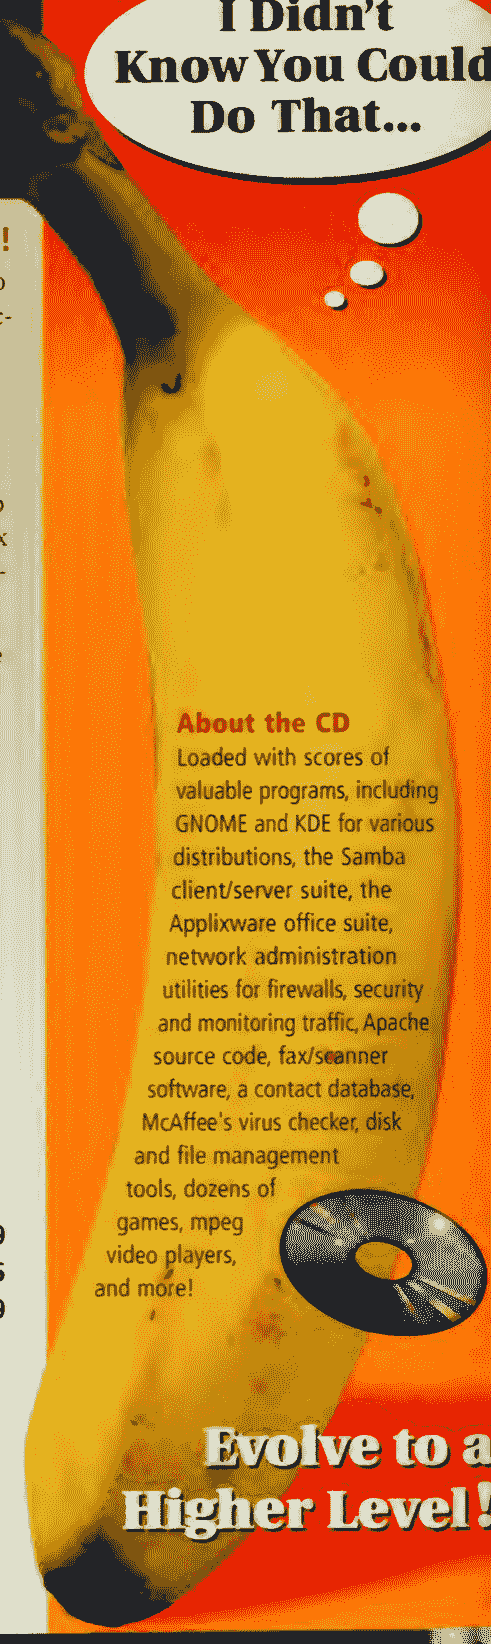 I Didn't
Know You Could
Do That...
!
About the CD
Loaded with scores of
valuable programs, including
GNOME and KDE for various
distributions, the Samba
client/server suite, the
Applixware office suite,
network administration
utilities for firewalls, security
and monitoring traffic, Apache
source code, fax/scanner
software, a contact database,
McAffee's virus checker, disk
and file management
tools, dozens of
games, mpeg
video players,
and more!
Evolve to a
Higher Level!